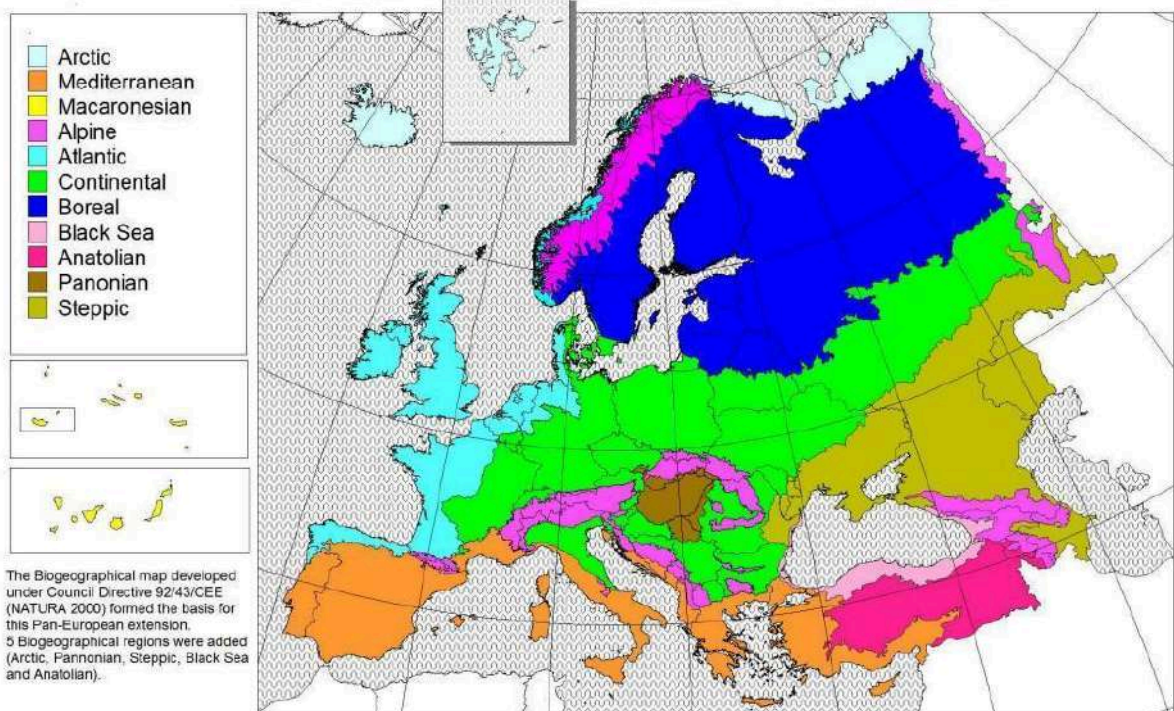 Arctic
Mediterranean
Macaronesian
Alpine
Atlantic
Continental
Boreal
Black Sea
Anatolian
Panonian
Steppic
The Biogeographical map developed
under Council Directive 92/43/CEE
(NATURA 2000) formed the basis for
this Pan-European extension.
5 Biogeographical regions were added
(Arctic, Pannonian, Steppic, Black Sea
and Anatolian).